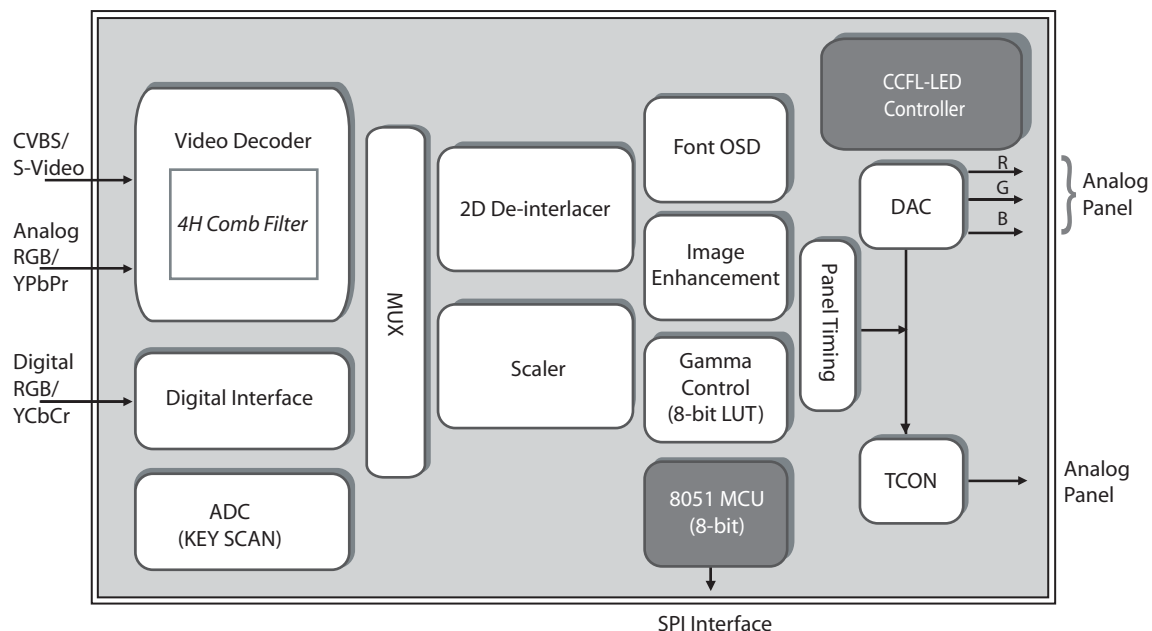 CVBS/
S-Video
Analog
RGB/
YPbPr
Digital
RGB/
YCbCr
Video Decoder
4H Comb Filter
Digital Interface
ADC
(KEY SCAN)
MUX
2D De-interlacer
Scaler
Font OSD
Image
Enhancement
Gamma
Control
(8-bit LUT)
8051 MCU
(8-bit)
SPI Interface
Panel Timing
CCFL-LED
Controller
DAC
R
G
B
Analog
Panel
TCON
Analog
Panel